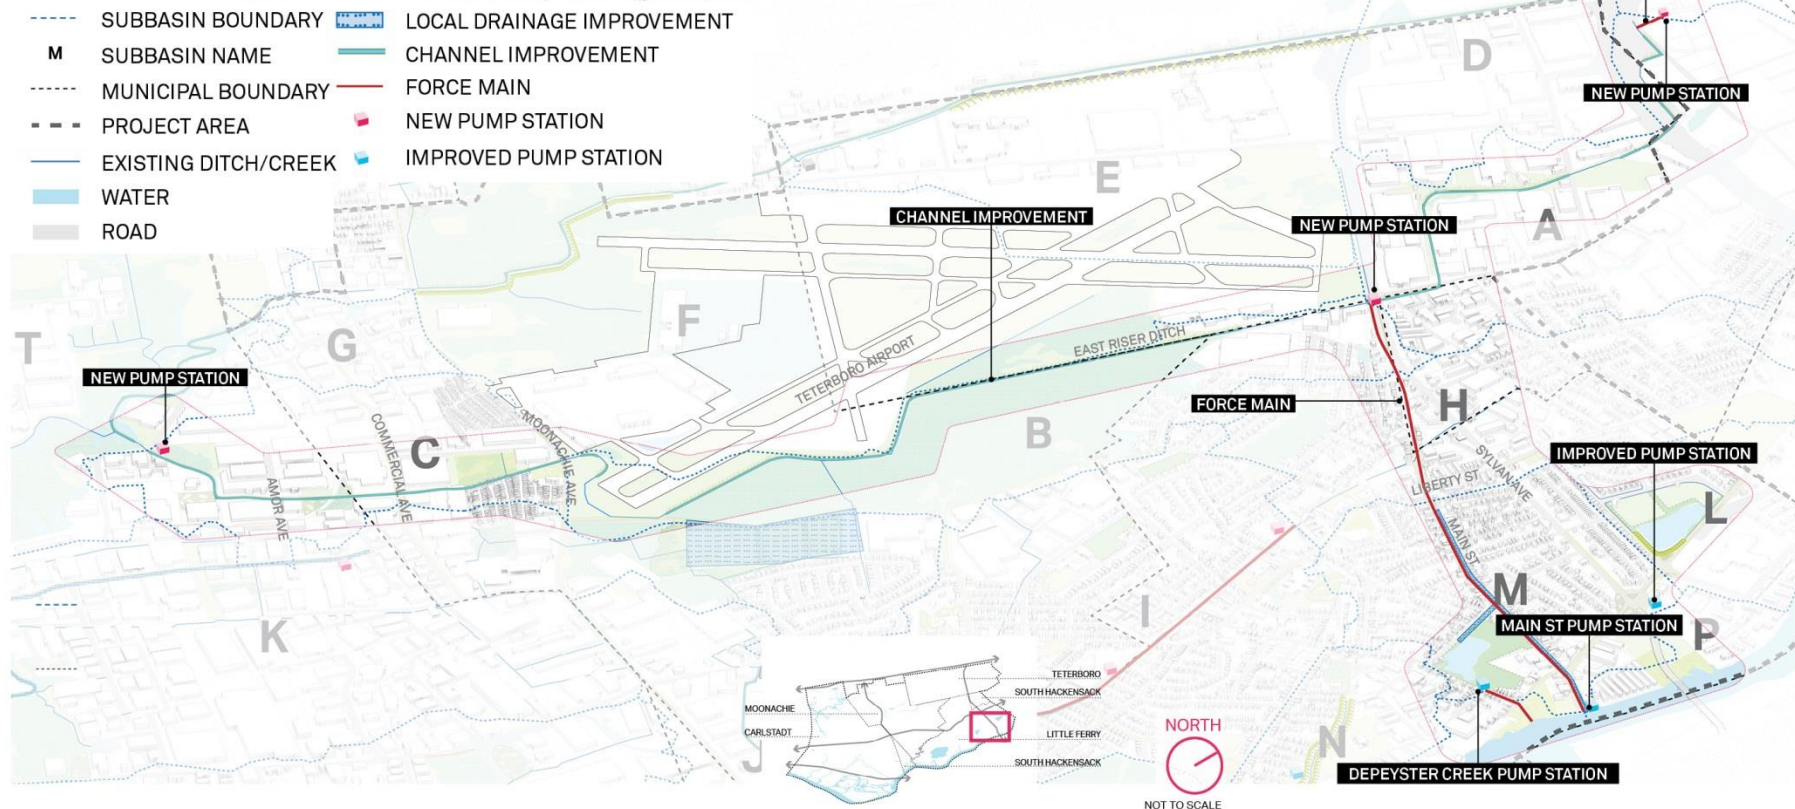 SUBBASIN BOUNDARY
LOCAL DRAINAGE IMPROVEMENT
M SUBBASIN NAME
CHANNEL IMPROVEMENT
MUNICIPAL BOUNDARY
FORCE MAIN
PROJECT AREA
NEW PUMP STATION
EXISTING DITCH/CREEK
IMPROVED PUMP STATION
WATER
ROAD
D
NEW PUMP STATION
E
CHANNEL IMPROVEMENT
NEW PUMP STATION
A
F
G
T
EAST RISER DITCH
TETERBORO AIRPORT
NEW PUMP STATION
FORCE MAIN
H
B
C
COMMERCIAL AVE
MOONACHIE AVE
AMOR AVE
SYLVAN AVE
IMPROVED PUMP STATION
LIBERTY ST
L
MAIN ST.
M
I
K
MAIN ST PUMP STATION
P
TETERBORO
SOUTH HACKENSACK
MOONACHIE
CARLSTADT
LITTLE FERRY
SOUTH HACKENSACK
J
NORTH
N
DEPEYSTER CREEK PUMP STATION
NOT TO SCALE